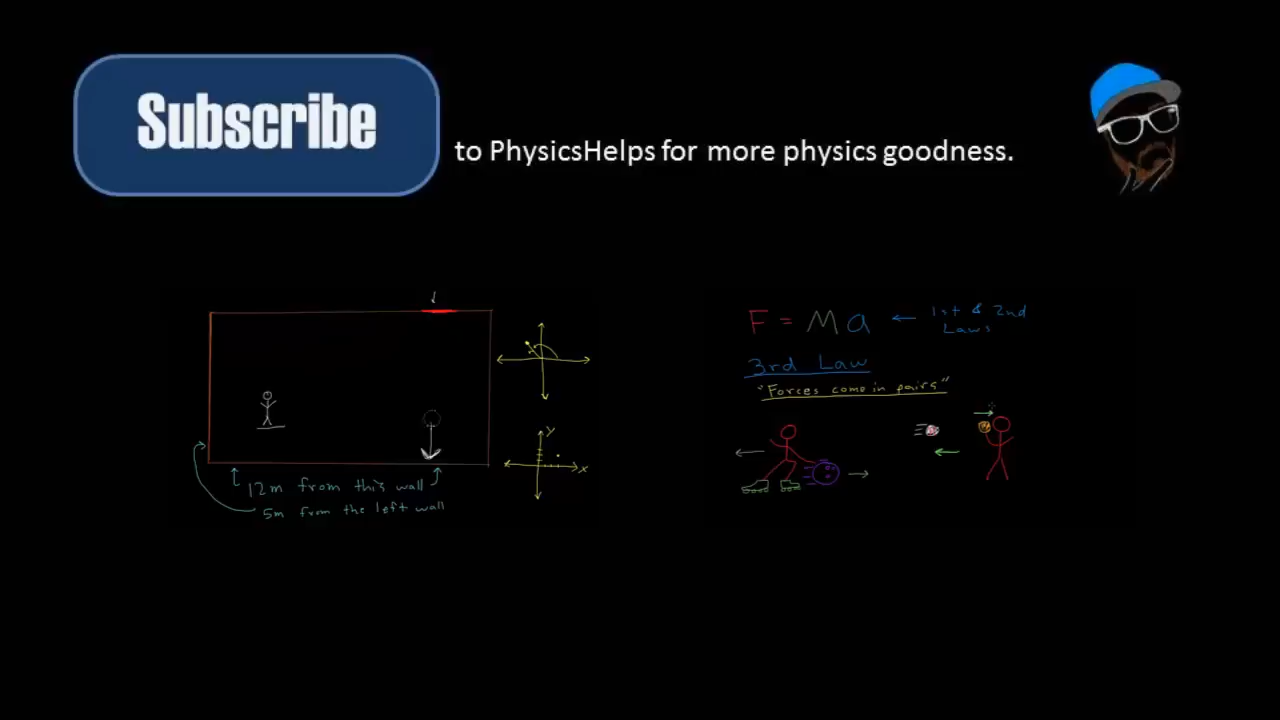 Subscribe
to PhysicsHelps for more physics goodness.
F = Ma ← 1st & 2nd
Laws
3rd Law
"Forces come in pairs"
y
x
12m from this wall
5m from the left wall